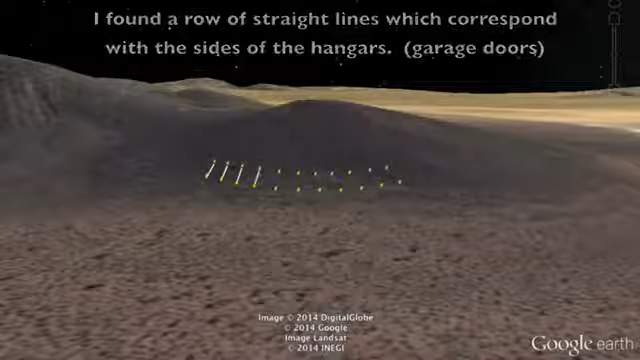 I found a row of straight lines which correspond
with the sides of the hangars.  (garage doors)
Image © 2014 DigitalGlobe
© 2014 Google
Image Landsat
© 2014 INEGI
Google earth